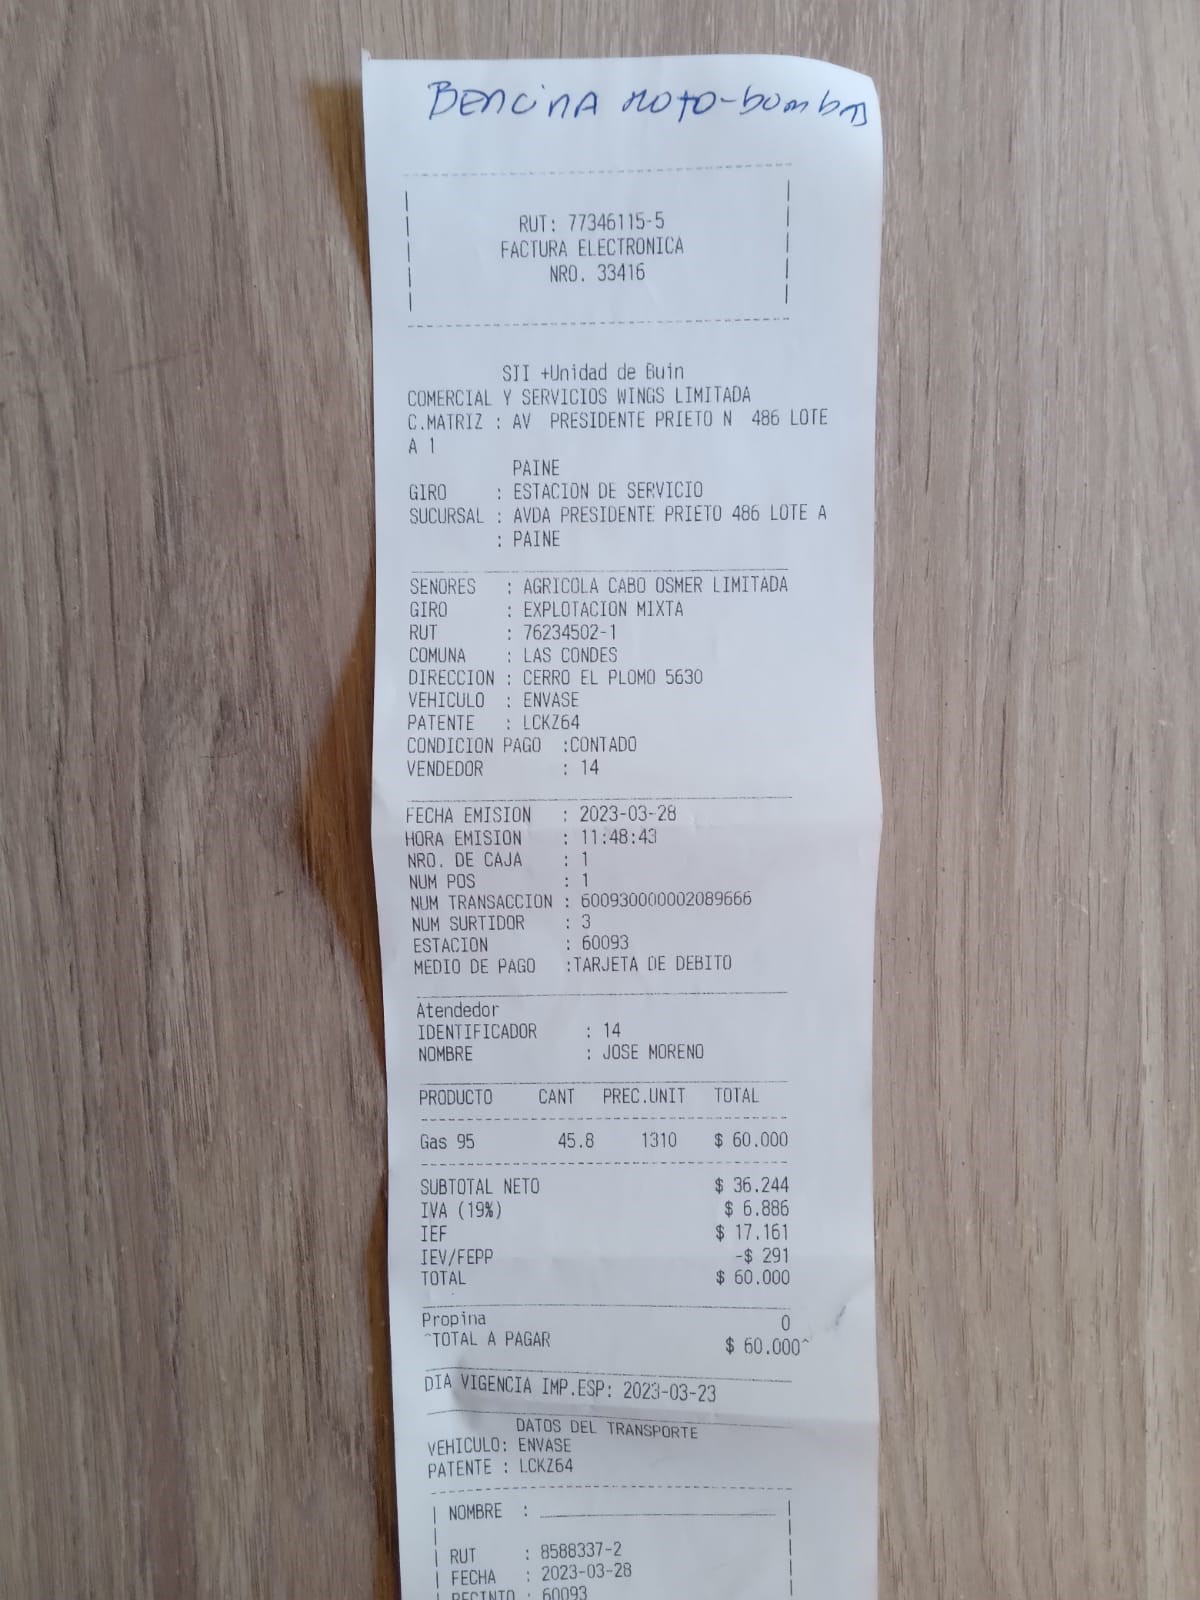 Bencina moto-bomba
RUT: 77346115-5
FACTURA ELECTRONICA
NRO. 33416
SII +Unidad de Buin
COMERCIAL Y SERVICIOS WINGS LIMITADA
C.MATRIZ : AV PRESIDENTE PRIETO N 486 LOTE
A 1
PAINE
GIRO : ESTACION DE SERVICIO
SUCURSAL : AVDA PRESIDENTE PRIETO 486 LOTE A
: PAINE
SENORES : AGRICOLA CABO OSMER LIMITADA
GIRO : EXPLOTACION MIXTA
RUT : 76234502-1
COMUNA : LAS CONDES
DIRECCION : CERRO EL PLOMO 5630
VEHICULO : ENVASE
PATENTE : LCKZ64
CONDICION PAGO :CONTADO
VENDEDOR : 14
FECHA EMISION : 2023-03-28
HORA EMISION : 11:48:43
NRO. DE CAJA : 1
NUM POS : 1
NUM TRANSACCION : 600930000002089666
NUM SURTIDOR : 3
ESTACION : 60093
MEDIO DE PAGO :TARJETA DE DEBITO
Atendedor
IDENTIFICADOR : 14
NOMBRE : JOSE MORENO
PRODUCTO CANT PREC.UNIT TOTAL
Gas 95 45.8 1310 $ 60.000
SUBTOTAL NETO $ 36.244
IVA (19%) $ 6.886
IEF $ 17.161
IEV/FEPP -$ 291
TOTAL $ 60.000
Propina 0
^TOTAL A PAGAR $ 60.000^
DIA VIGENCIA IMP.ESP: 2023-03-23
DATOS DEL TRANSPORTE
VEHICULO: ENVASE
PATENTE : LCKZ64
NOMBRE :
RUT : 8588337-2
FECHA : 2023-03-28
RECINTO : 60093